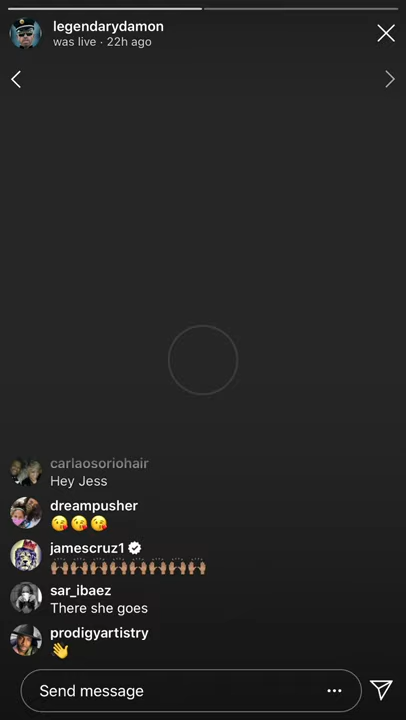 legendarydamon
was live · 22h ago
carlaosoriohair
Hey Jess
dreampusher
😘😘😘
jamescruz1
🙌🏽🙌🏽🙌🏽🙌🏽🙌🏽🙌🏽🙌🏽🙌🏽
sar_ibaez
There she goes
prodigyartistry
👋
Send message